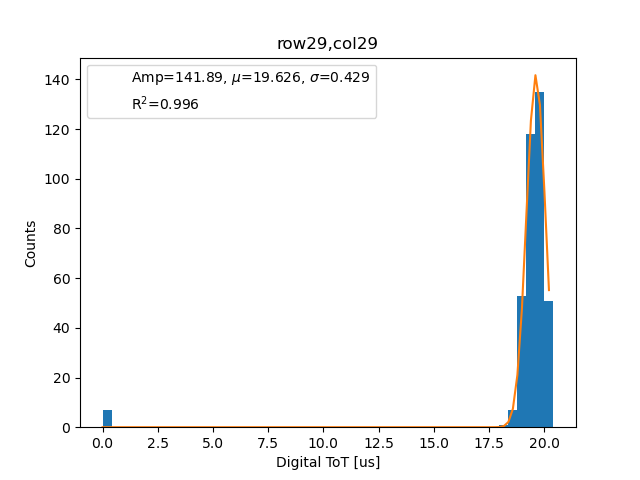 row29,col29
Amp=141.89, μ=19.626, σ=0.429
R²=0.996
140
120
100
80
60
40
20
0
Counts
0.0 2.5 5.0 7.5 10.0 12.5 15.0 17.5 20.0
Digital ToT [us]